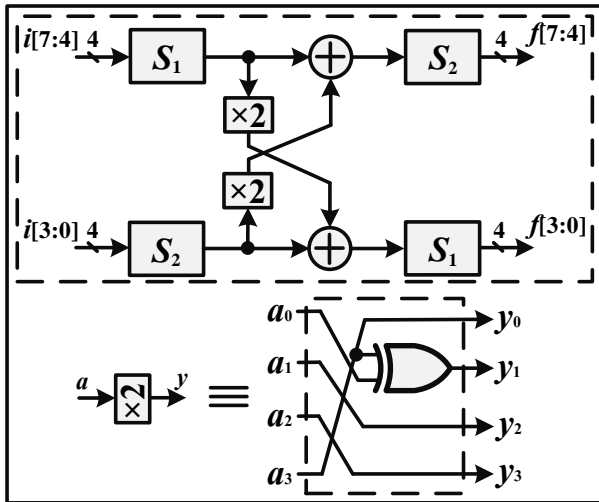 i[7:4] 4 S₁ S₂ 4 f[7:4]
×2
×2
i[3:0] 4 S₂ S₁ 4 f[3:0]
a₀ y₀
a₁ y₁
a y
×2
a₂ y₂
a₃ y₃